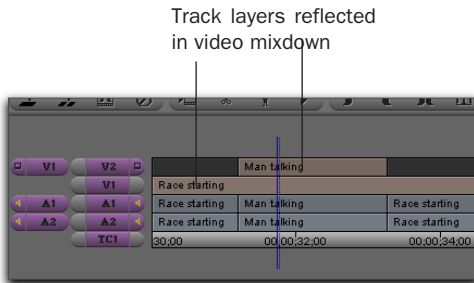 Track layers reflected
in video mixdown
V1 V2 Man talking
V1 Race starting
A1 A1 Race starting Man talking Race starting
A2 A2 Race starting Man talking Race starting
TC1 30;00 00;00;32;00 00;00;34;00